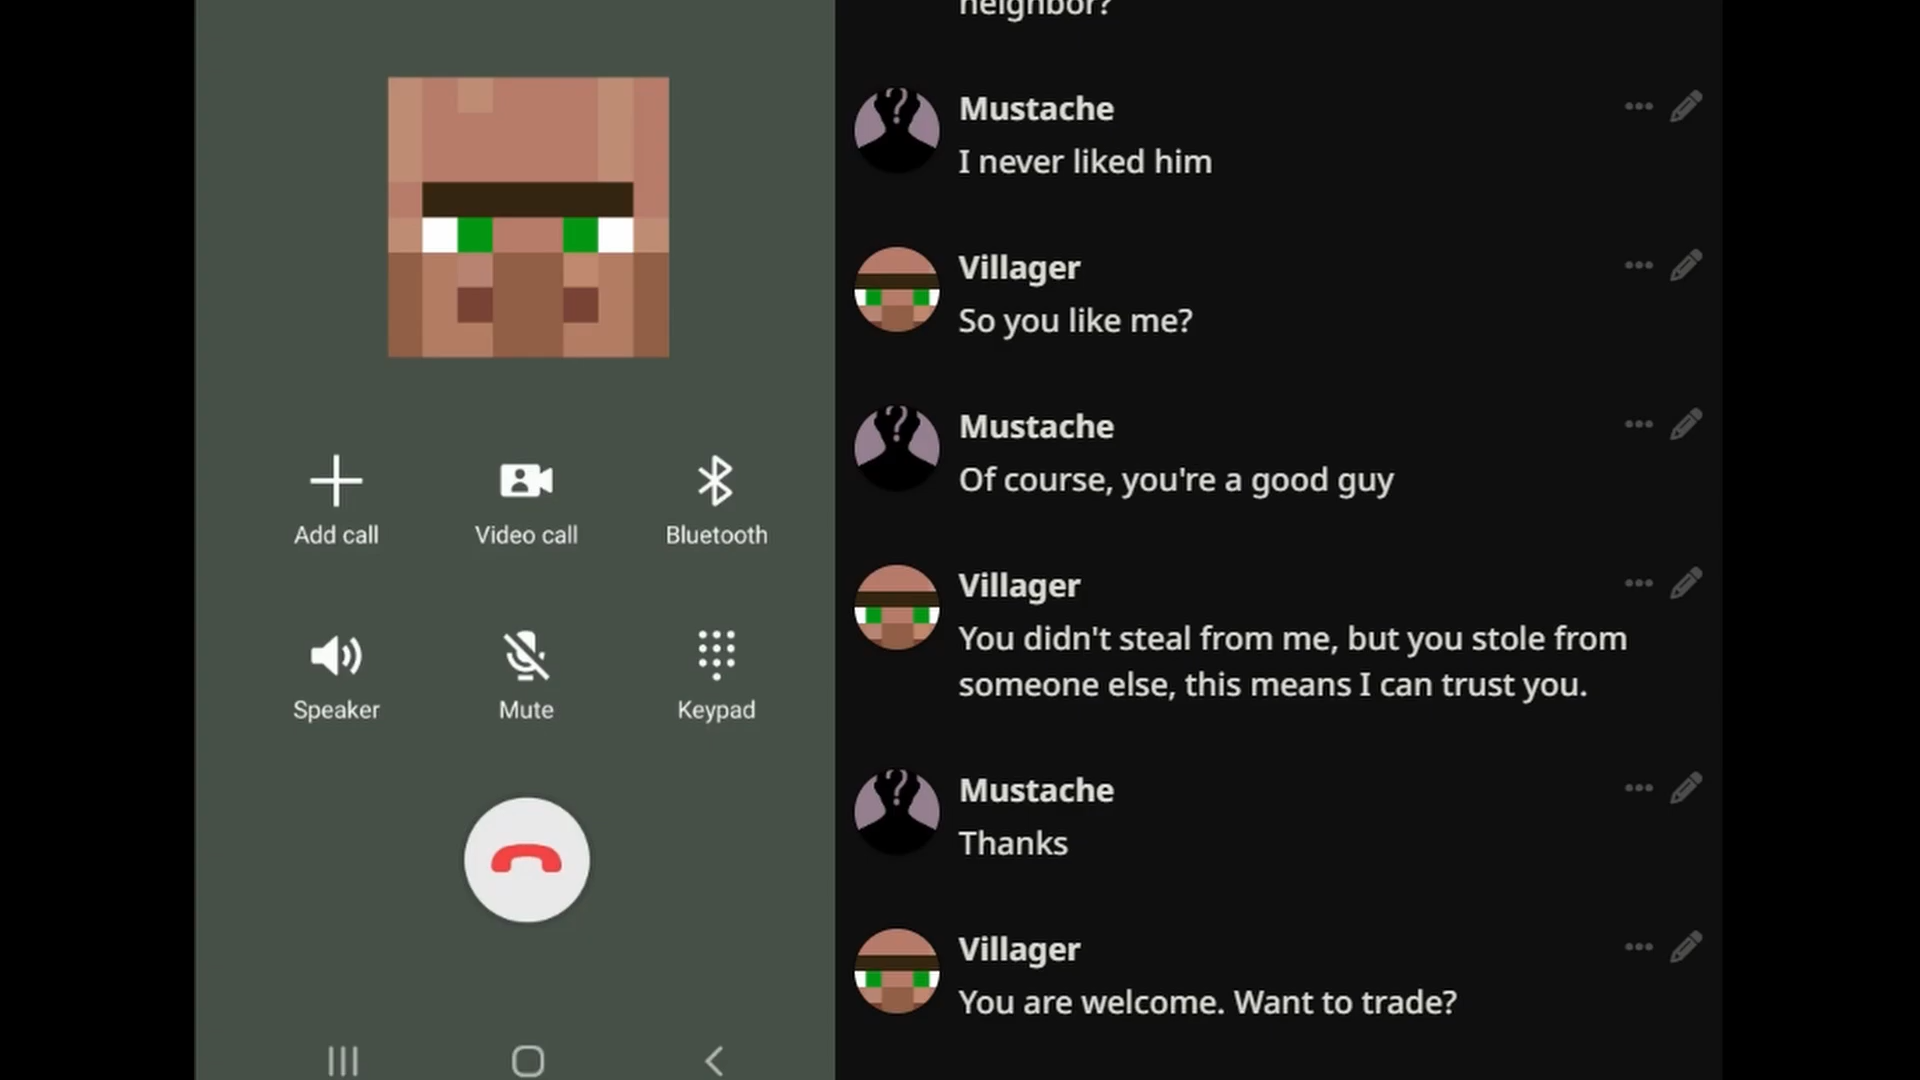 Add call
Video call
Bluetooth
Speaker
Mute
Keypad
neighbor?
Mustache
I never liked him
Villager
So you like me?
Mustache
Of course, you're a good guy
Villager
You didn't steal from me, but you stole from
someone else, this means I can trust you.
Mustache
Thanks
Villager
You are welcome. Want to trade?